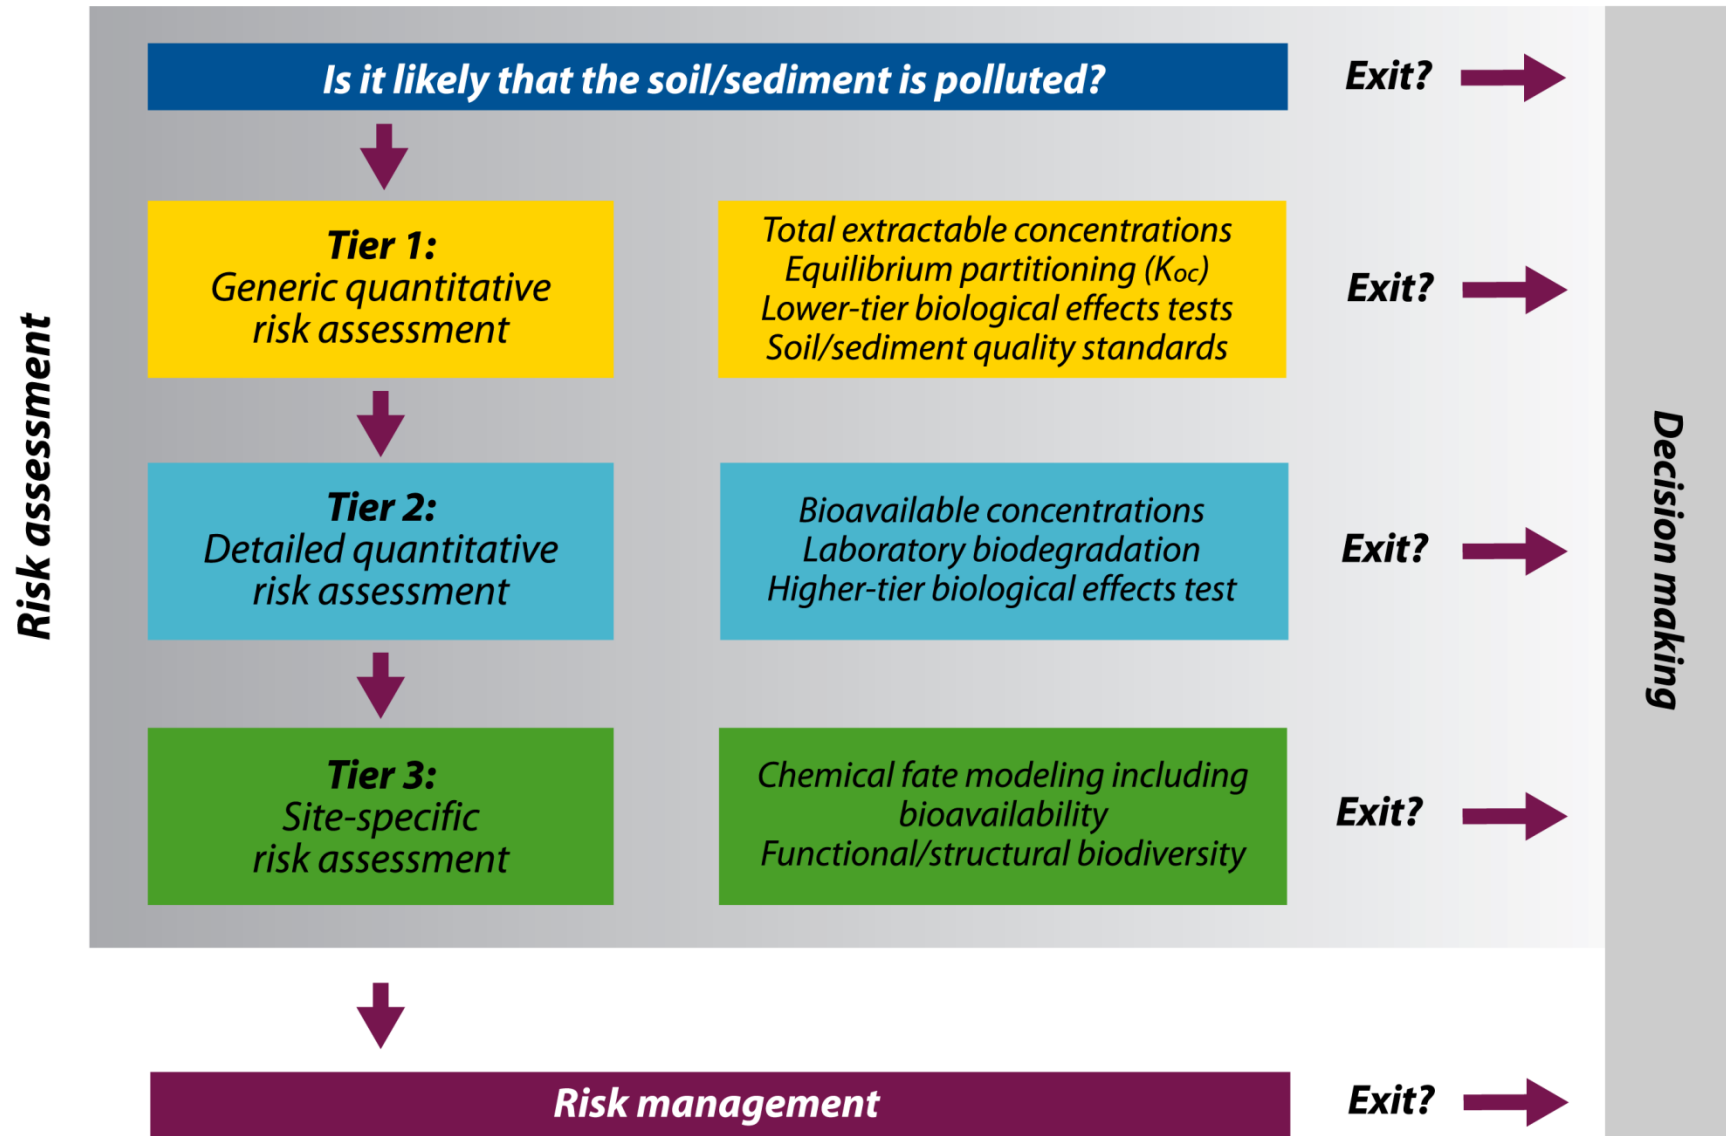 Risk assessment
Is it likely that the soil/sediment is polluted?
Exit?
Tier 1:
Generic quantitative
risk assessment
Total extractable concentrations
Equilibrium partitioning (Koc)
Lower-tier biological effects tests
Soil/sediment quality standards
Exit?
Tier 2:
Detailed quantitative
risk assessment
Bioavailable concentrations
Laboratory biodegradation
Higher-tier biological effects test
Exit?
Tier 3:
Site-specific
risk assessment
Chemical fate modeling including
bioavailability
Functional/structural biodiversity
Exit?
Risk management
Exit?
Decision making